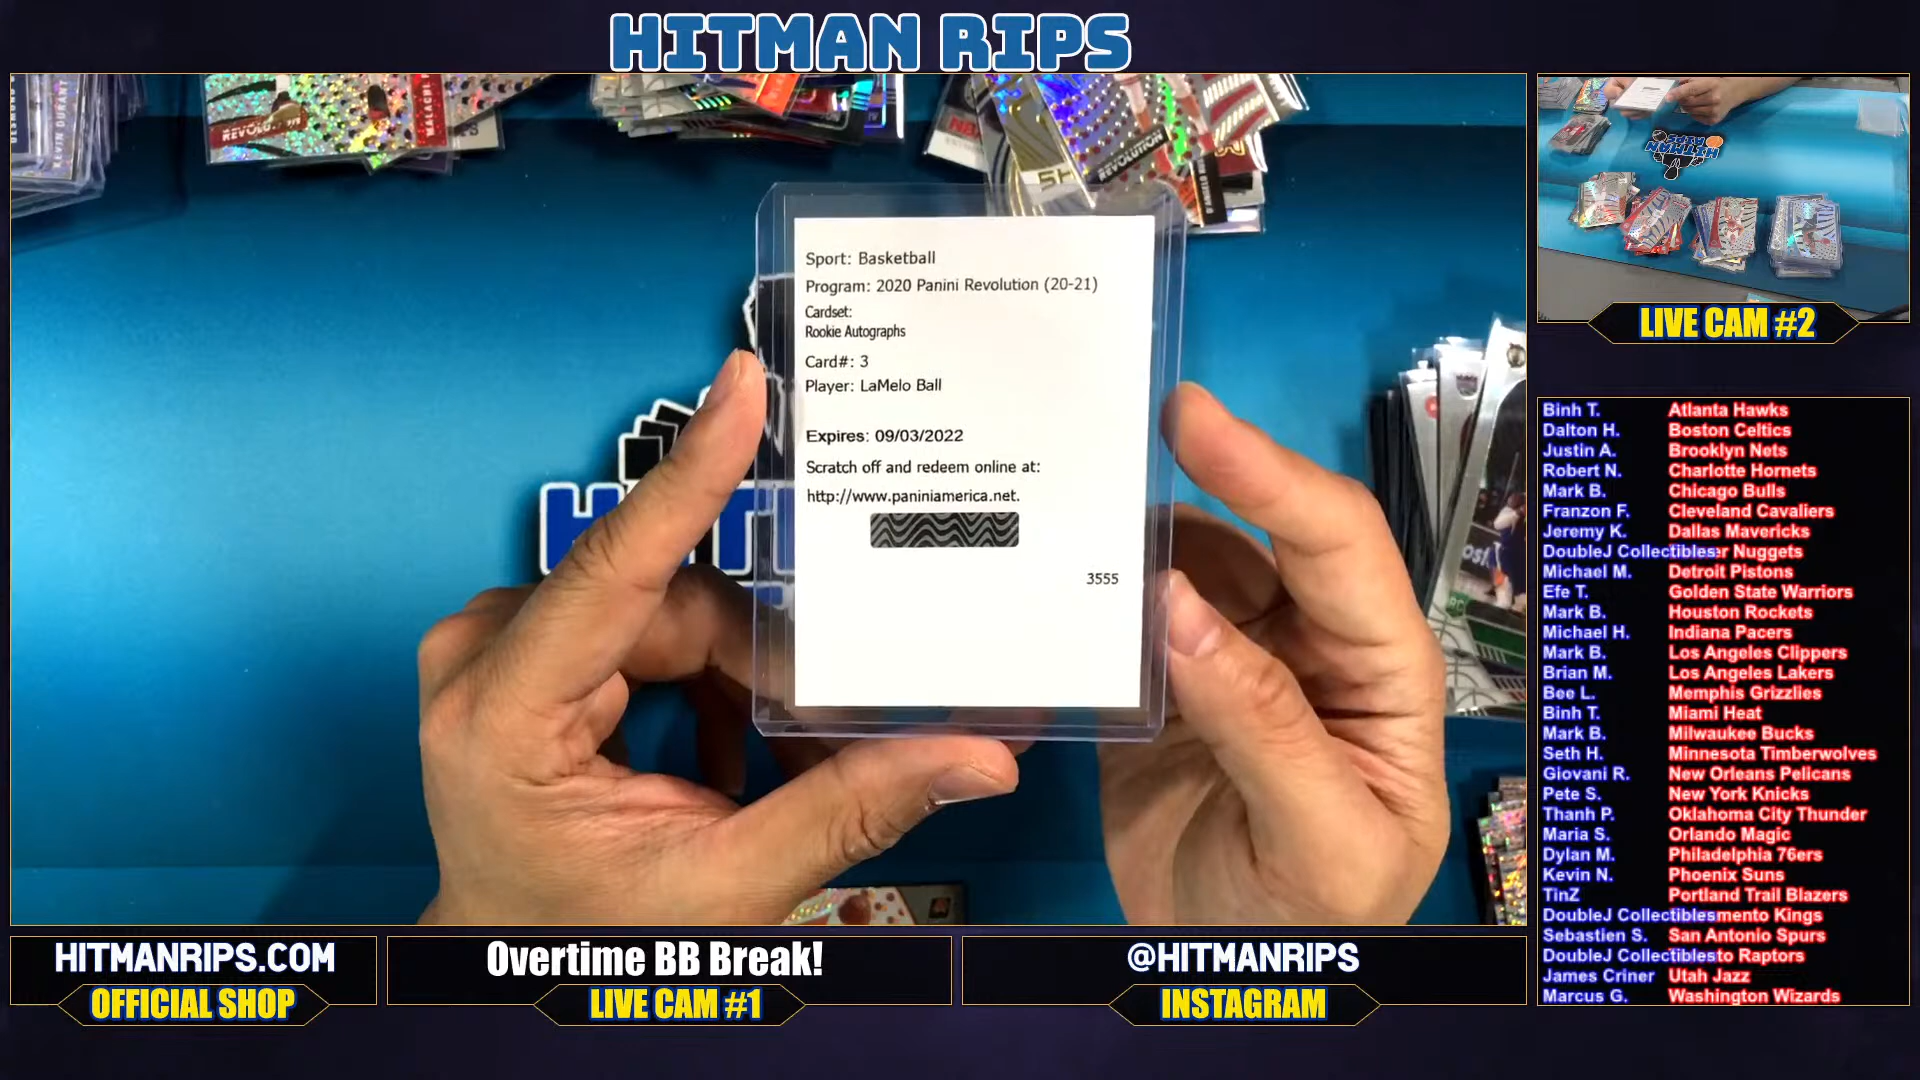 HITMAN RIPS
KEVIN DURANT
REVOLUTION
MALACHI
REVOLUTION
Sport: Basketball
Program: 2020 Panini Revolution (20-21)
Cardset:
Rookie Autographs
Card#: 3
Player: LaMelo Ball
Expires: 09/03/2022
Scratch off and redeem online at:
http://www.paniniamerica.net.
3555
HITMAN
RIPS
LIVE CAM #2
Binh T. Atlanta Hawks
Dalton H. Boston Celtics
Justin A. Brooklyn Nets
Robert N. Charlotte Hornets
Mark B. Chicago Bulls
Franzon F. Cleveland Cavaliers
Jeremy K. Dallas Mavericks
DoubleJ Collectibles Nuggets
Michael M. Detroit Pistons
Efe T. Golden State Warriors
Mark B. Houston Rockets
Michael H. Indiana Pacers
Mark B. Los Angeles Clippers
Brian M. Los Angeles Lakers
Bee L. Memphis Grizzlies
Binh T. Miami Heat
Mark B. Milwaukee Bucks
Seth H. Minnesota Timberwolves
Giovani R. New Orleans Pelicans
Pete S. New York Knicks
Thanh P. Oklahoma City Thunder
Maria S. Orlando Magic
Dylan M. Philadelphia 76ers
Kevin N. Phoenix Suns
TinZ Portland Trail Blazers
DoubleJ Collectibles Kings
Sebastien S. San Antonio Spurs
DoubleJ Collectibles Raptors
James Criner Utah Jazz
Marcus G. Washington Wizards
HITMANRIPS.COM
OFFICIAL SHOP
Overtime BB Break!
LIVE CAM #1
@HITMANRIPS
INSTAGRAM